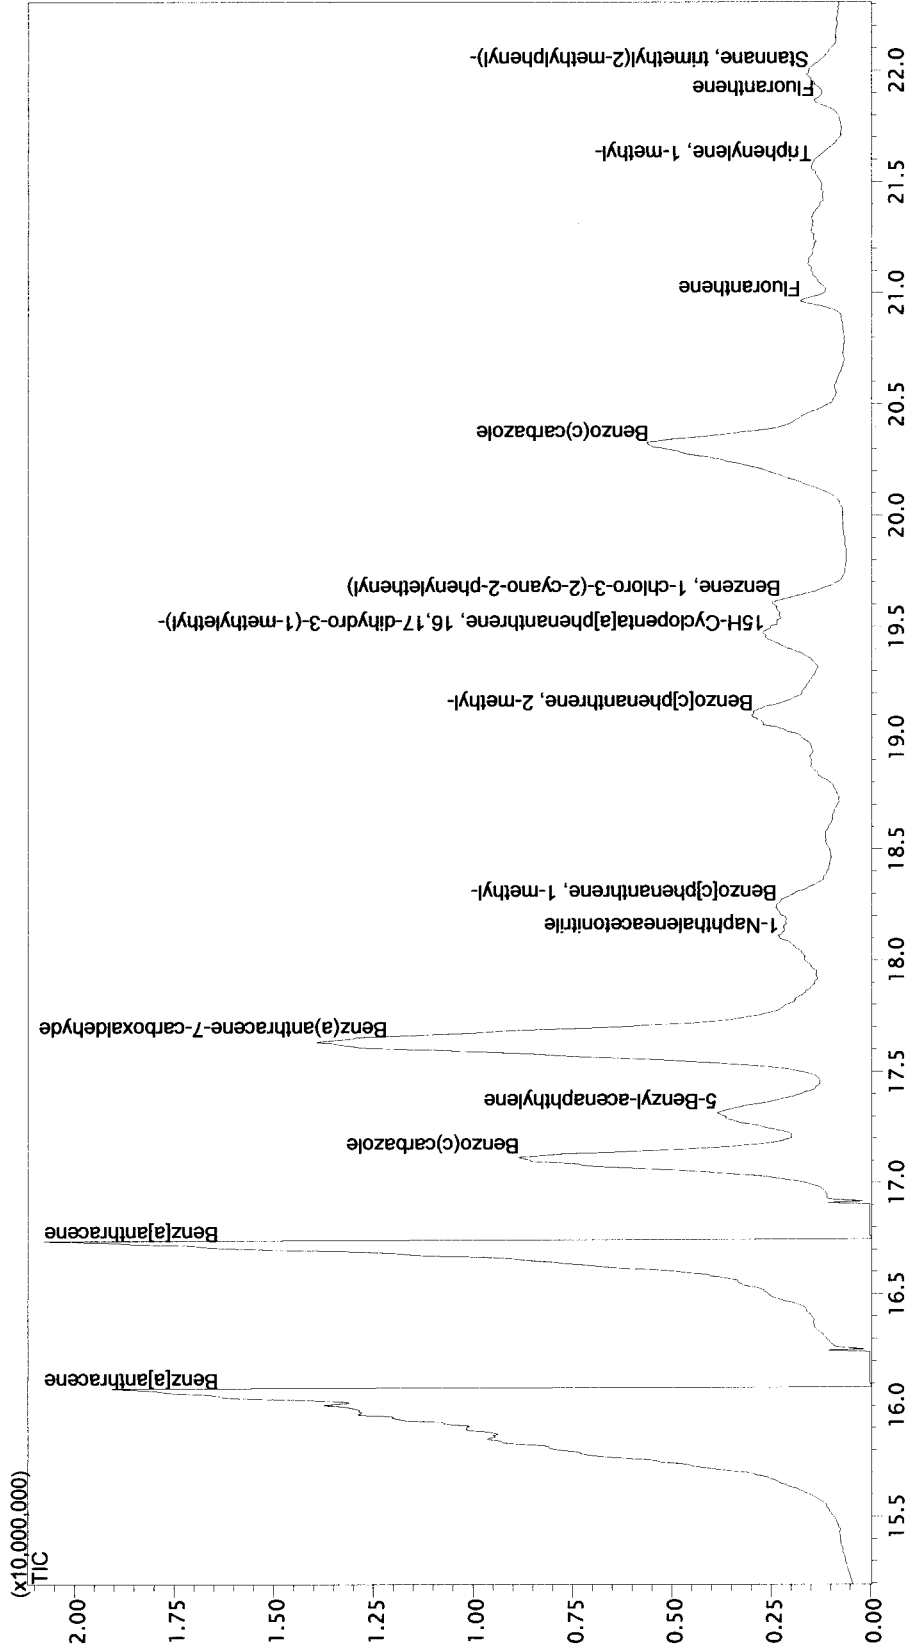 (x10,000,000)
TIC
2.00
1.75
1.25
1.00
0.75
0.50
0.25
0.00
Benz[a]anthracene
Benz[a]anthracene
Benzo(c)carbazole
5-Benzyl-acenaphthylene
Benz(a)anthracene-7-carboxaldehyde
1-Naphthaleneacetonitrile
Benzo[c]phenanthrene, 1-methyl-
Benzo[c]phenanthrene, 2-methyl-
15H-Cyclopenta[a]phenanthrene, 16,17-dihydro-3-(1-methylethyl)-
Benzene, 1-chloro-3-(2-cyano-2-phenylethenyl)
Benzo(c)carbazole
Fluoranthene
Triphenylene, 1-methyl-
Fluoranthene
Stannane, trimethyl(2-methylphenyl)-
15.5
16.0
16.5
17.0
17.5
18.0
18.5
19.0
19.5
20.0
20.5
21.0
21.5
22.0